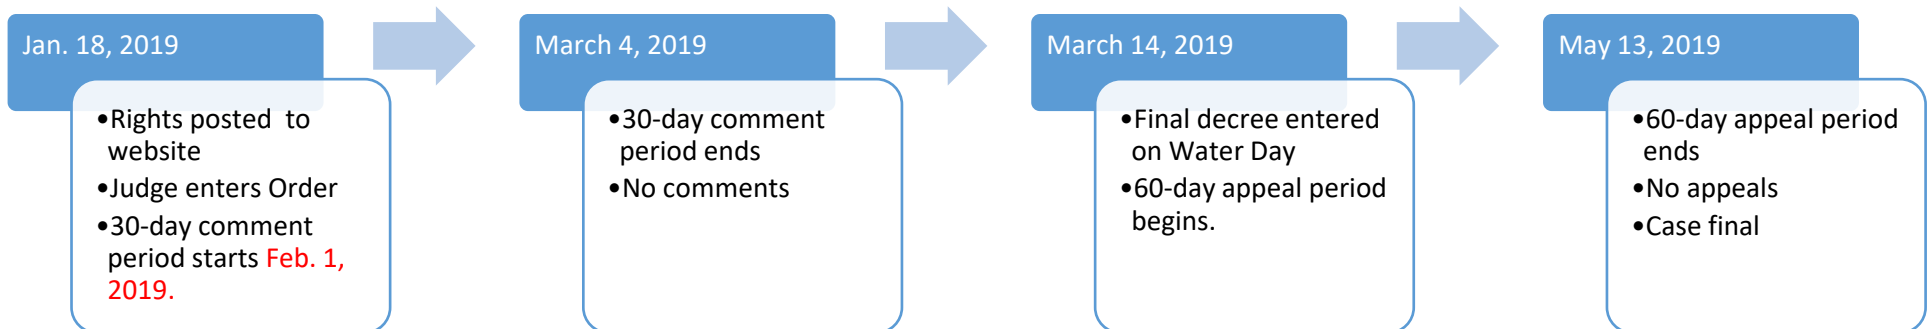 Jan. 18, 2019
•Rights posted  to
website
•Judge enters Order
•30-day comment
period starts Feb. 1,
2019.
March 4, 2019
•30-day comment
period ends
•No comments
March 14, 2019
•Final decree entered
on Water Day
•60-day appeal period
begins.
May 13, 2019
•60-day appeal period
ends
•No appeals
•Case final